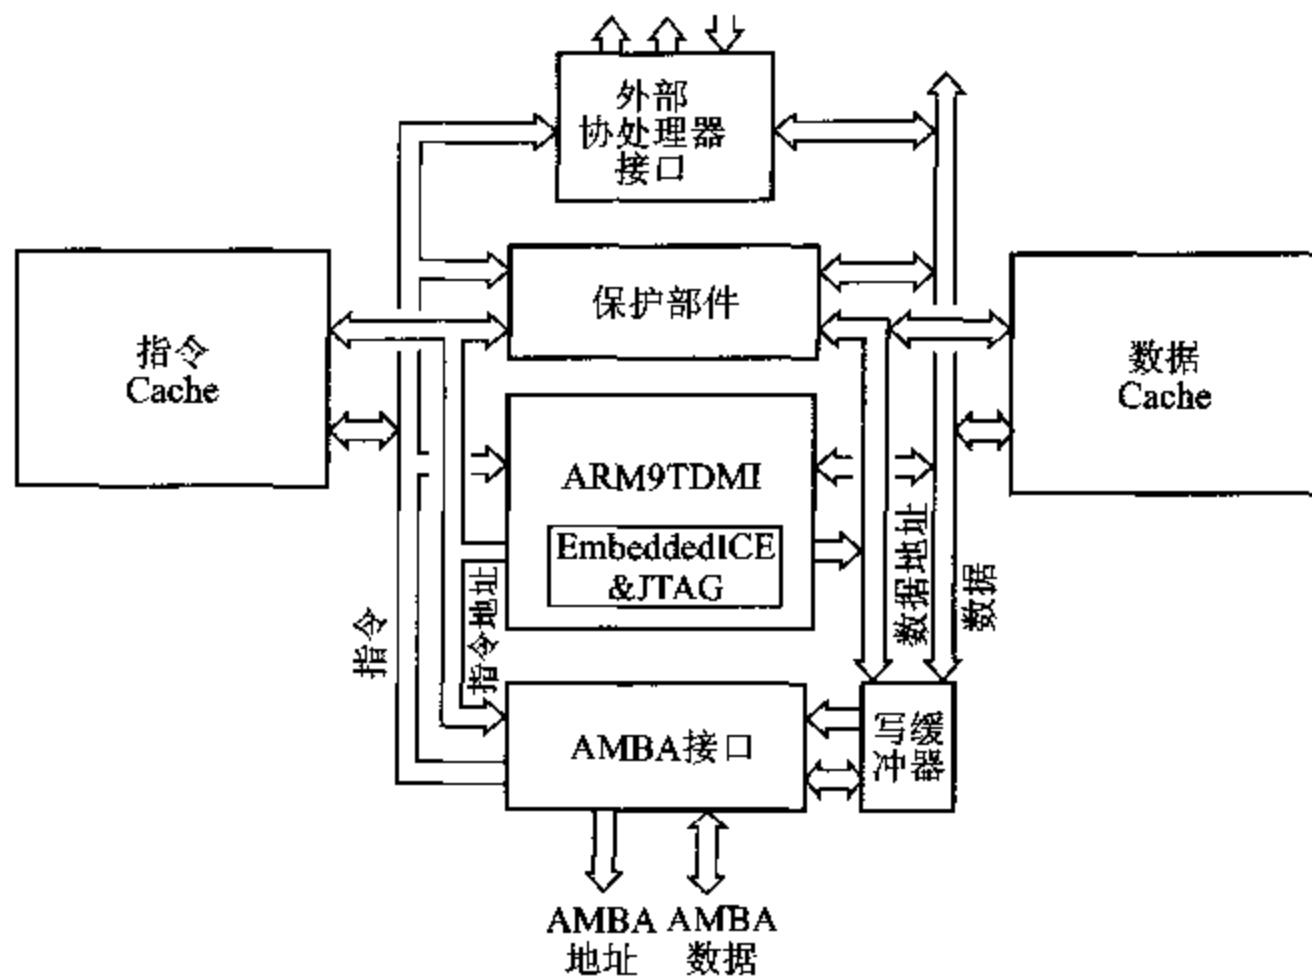 外部
协处理器
接口
保护部件
指令
Cache
数据
Cache
ARM9TDMI
EmbeddedICE
&JTAG
指令
指令地址
数据地址
数据
AMBA接口
写缓
冲器
AMBA
地址
AMBA
数据